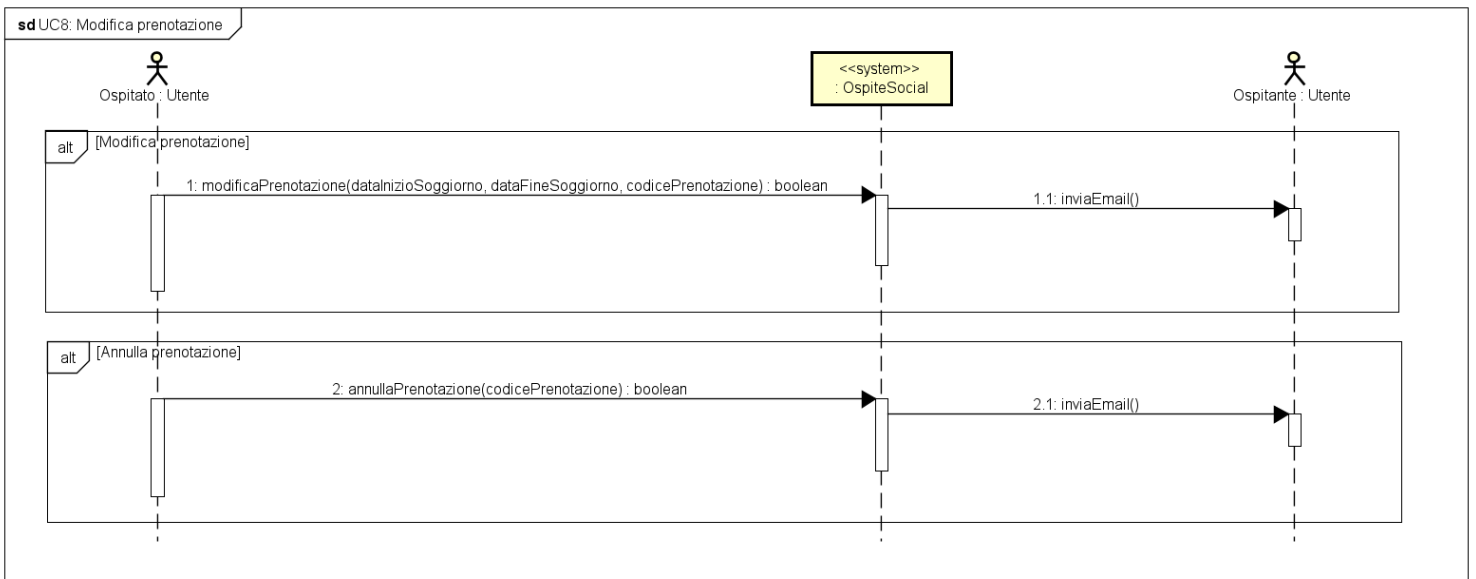 sd UC8: Modifica prenotazione
Ospitato : Utente
<<system>>
: OspiteSocial
Ospitante : Utente
alt [Modifica prenotazione]
1: modificaPrenotazione(dataInizioSoggiorno, dataFineSoggiorno, codicePrenotazione) : boolean
1.1: inviaEmail()
alt [Annulla prenotazione]
2: annullaPrenotazione(codicePrenotazione) : boolean
2.1: inviaEmail()